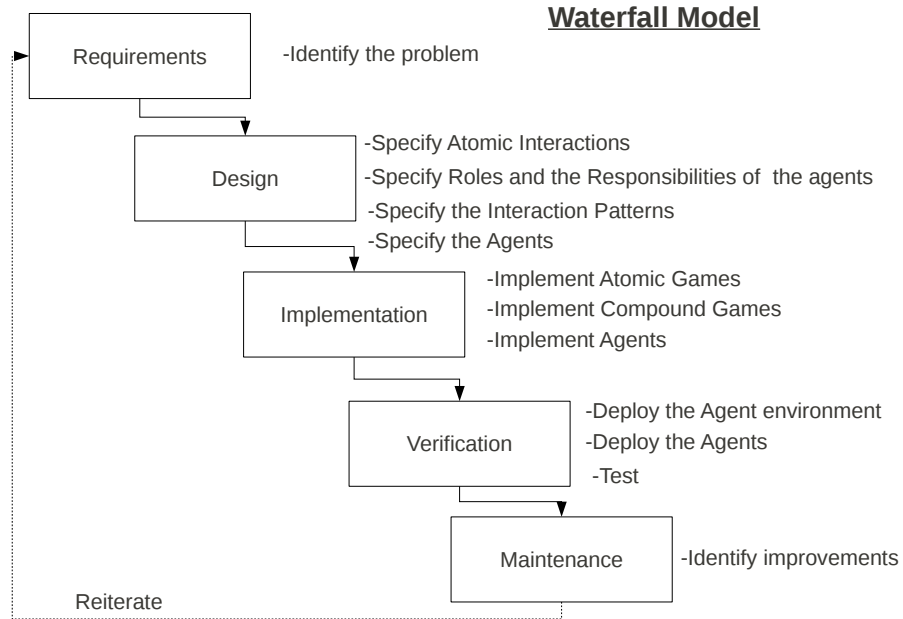 Waterfall Model
Requirements
-Identify the problem
Design
-Specify Atomic Interactions
-Specify Roles and the Responsibilities of  the agents
-Specify the Interaction Patterns
-Specify the Agents
Implementation
-Implement Atomic Games
-Implement Compound Games
-Implement Agents
Verification
-Deploy the Agent environment
-Deploy the Agents
-Test
Maintenance
-Identify improvements
Reiterate